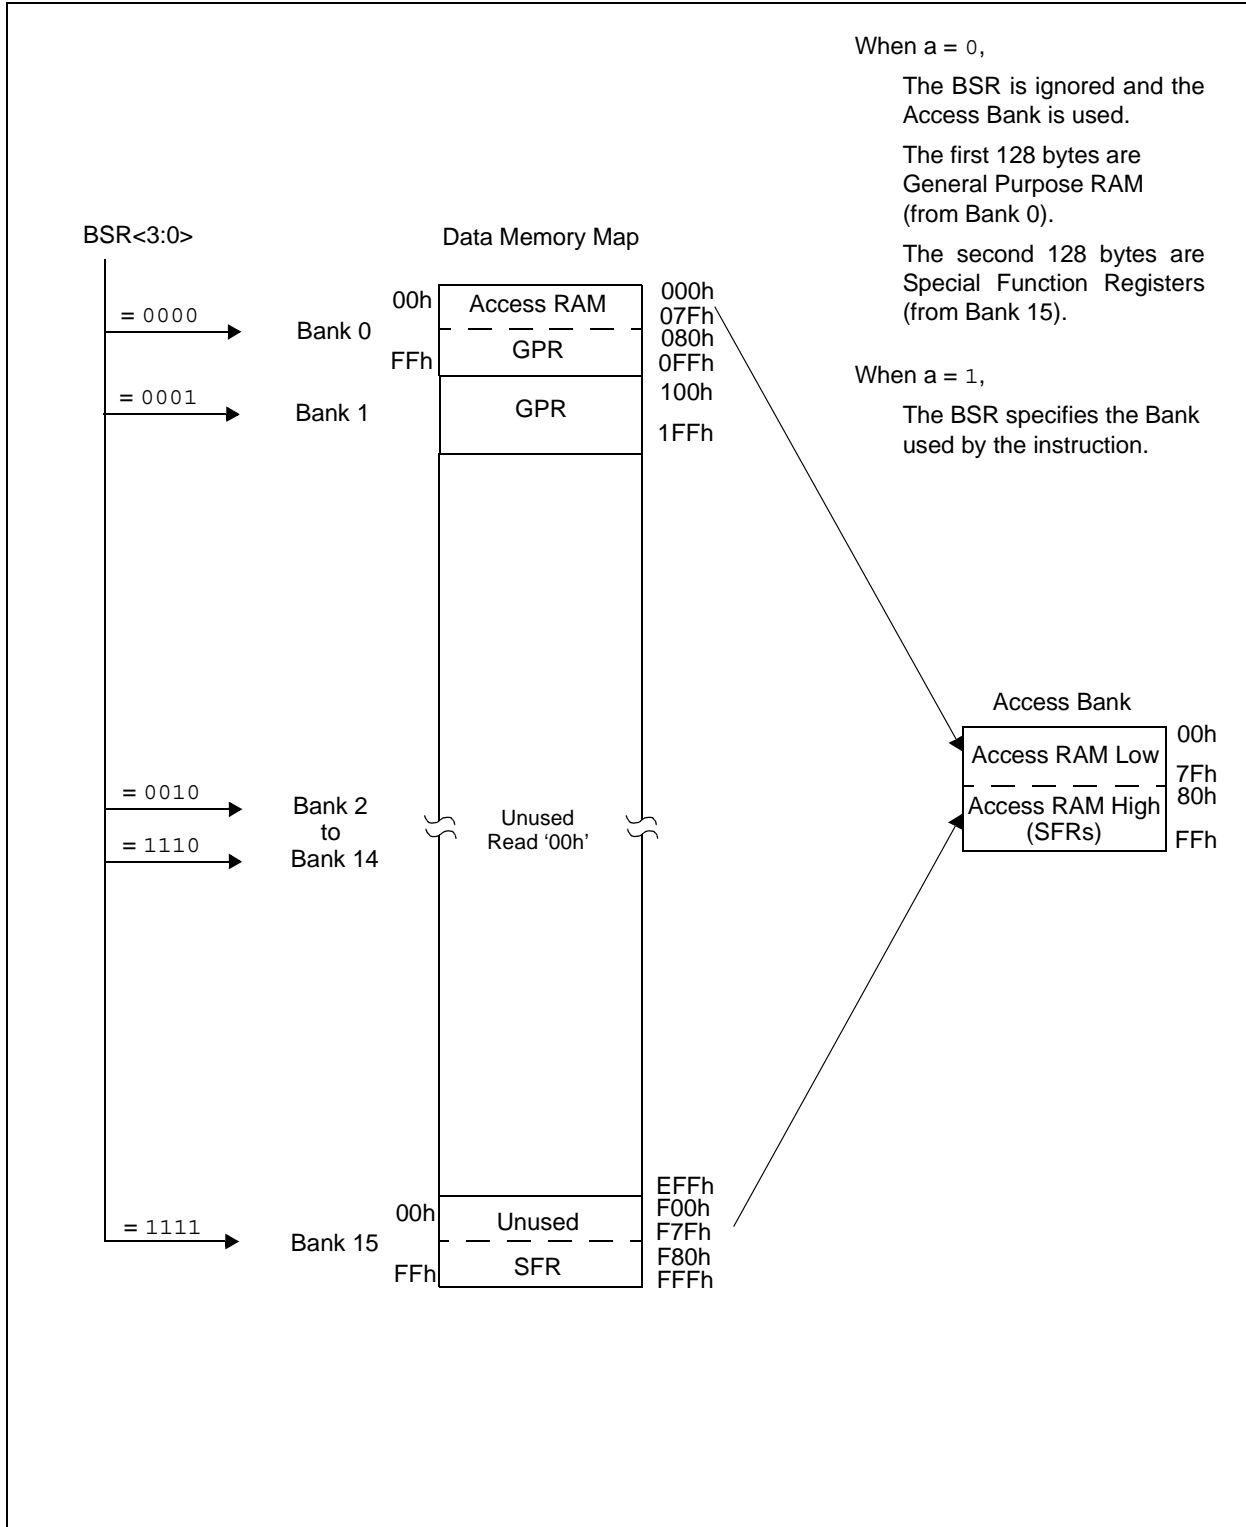 When a = 0,
The BSR is ignored and the
Access Bank is used.
The first 128 bytes are
General Purpose RAM
(from Bank 0).
The second 128 bytes are
Special Function Registers
(from Bank 15).
When a = 1,
The BSR specifies the Bank
used by the instruction.
BSR<3:0>
= 0000
= 0001
= 0010
= 1110
= 1111
Bank 0
Bank 1
Bank 2
to
Bank 14
Bank 15
Data Memory Map
00h
FFh
Access RAM
GPR
GPR
Unused
Read ‘00h’
00h
FFh
Unused
SFR
000h
07Fh
080h
0FFh
100h
1FFh
EFFh
F00h
F7Fh
F80h
FFFh
Access Bank
Access RAM Low
Access RAM High
(SFRs)
00h
7Fh
80h
FFh